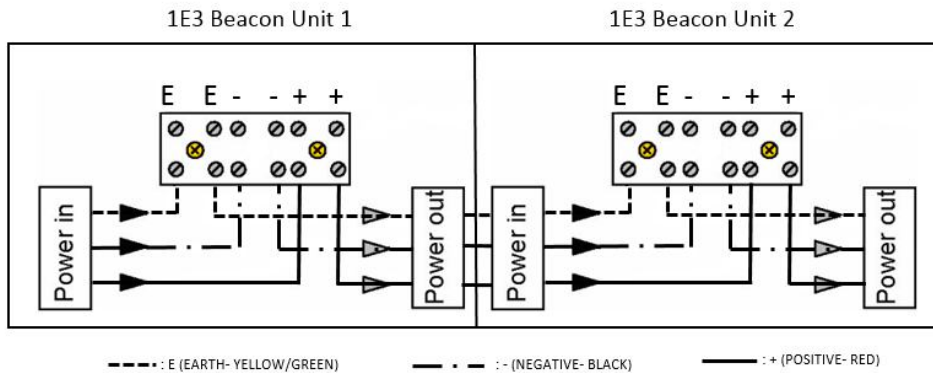 1E3 Beacon Unit 1
1E3 Beacon Unit 2
E E - - + +
E E - - + +
Power in
Power out
Power in
Power out
: E (EARTH- YELLOW/GREEN)
: - (NEGATIVE- BLACK)
: + (POSITIVE- RED)